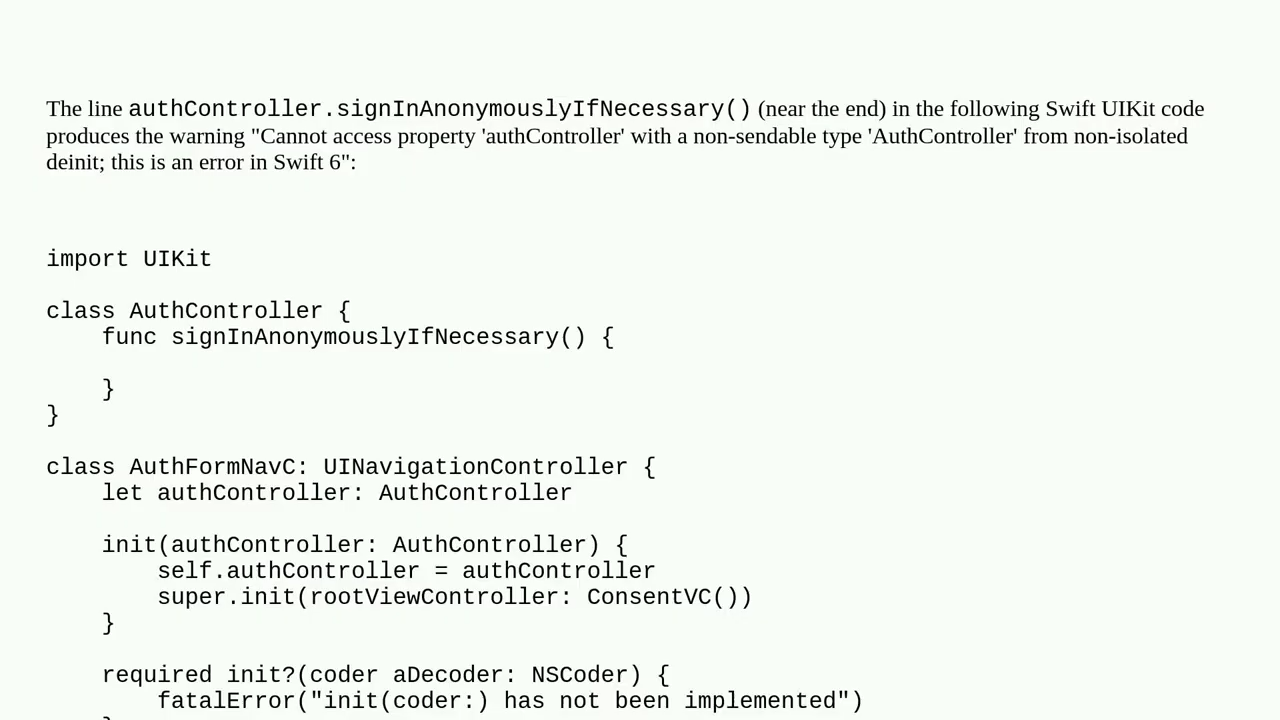 The line authController.signInAnonymouslyIfNecessary() (near the end) in the following Swift UIKit code
produces the warning "Cannot access property 'authController' with a non-sendable type 'AuthController' from non-isolated
deinit; this is an error in Swift 6":
import UIKit
class AuthController {
    func signInAnonymouslyIfNecessary() {
    }
}
class AuthFormNavC: UINavigationController {
    let authController: AuthController
    init(authController: AuthController) {
        self.authController = authController
        super.init(rootViewController: ConsentVC())
    }
    required init?(coder aDecoder: NSCoder) {
        fatalError("init(coder:) has not been implemented")
    }